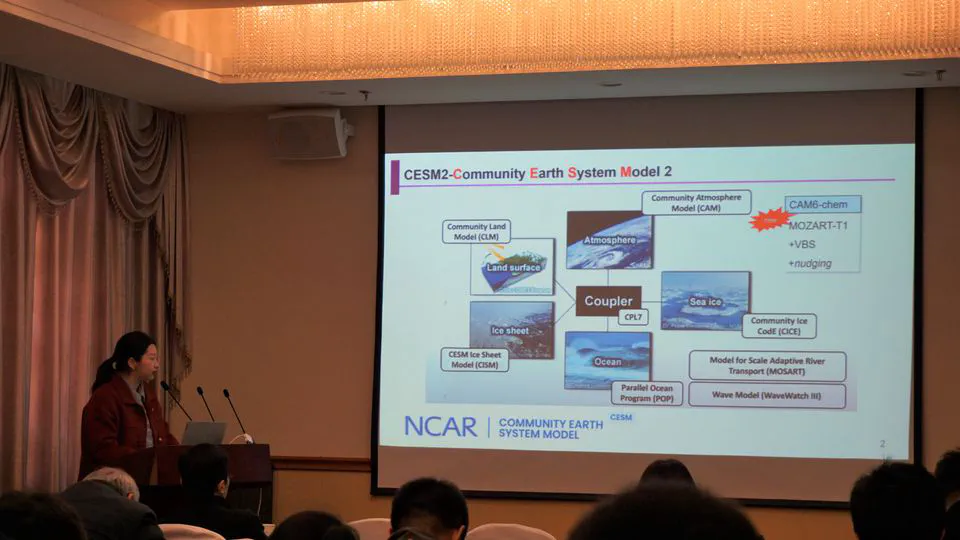 CESM2-Community Earth System Model 2
Community Atmosphere
Model (CAM)
CAM6-chem
MOZART-T1
+VBS
+nudging
Community Land
Model (CLM)
Atmosphere
Land surface
Coupler
CPL7
Sea ice
Ice sheet
Community Ice
CodE (CICE)
CESM Ice Sheet
Model (CISM)
Ocean
Model for Scale Adaptive River
Transport (MOSART)
Parallel Ocean
Program (POP)
Wave Model (WaveWatch III)
NCAR
COMMUNITY EARTH
SYSTEM MODEL
CESM
2